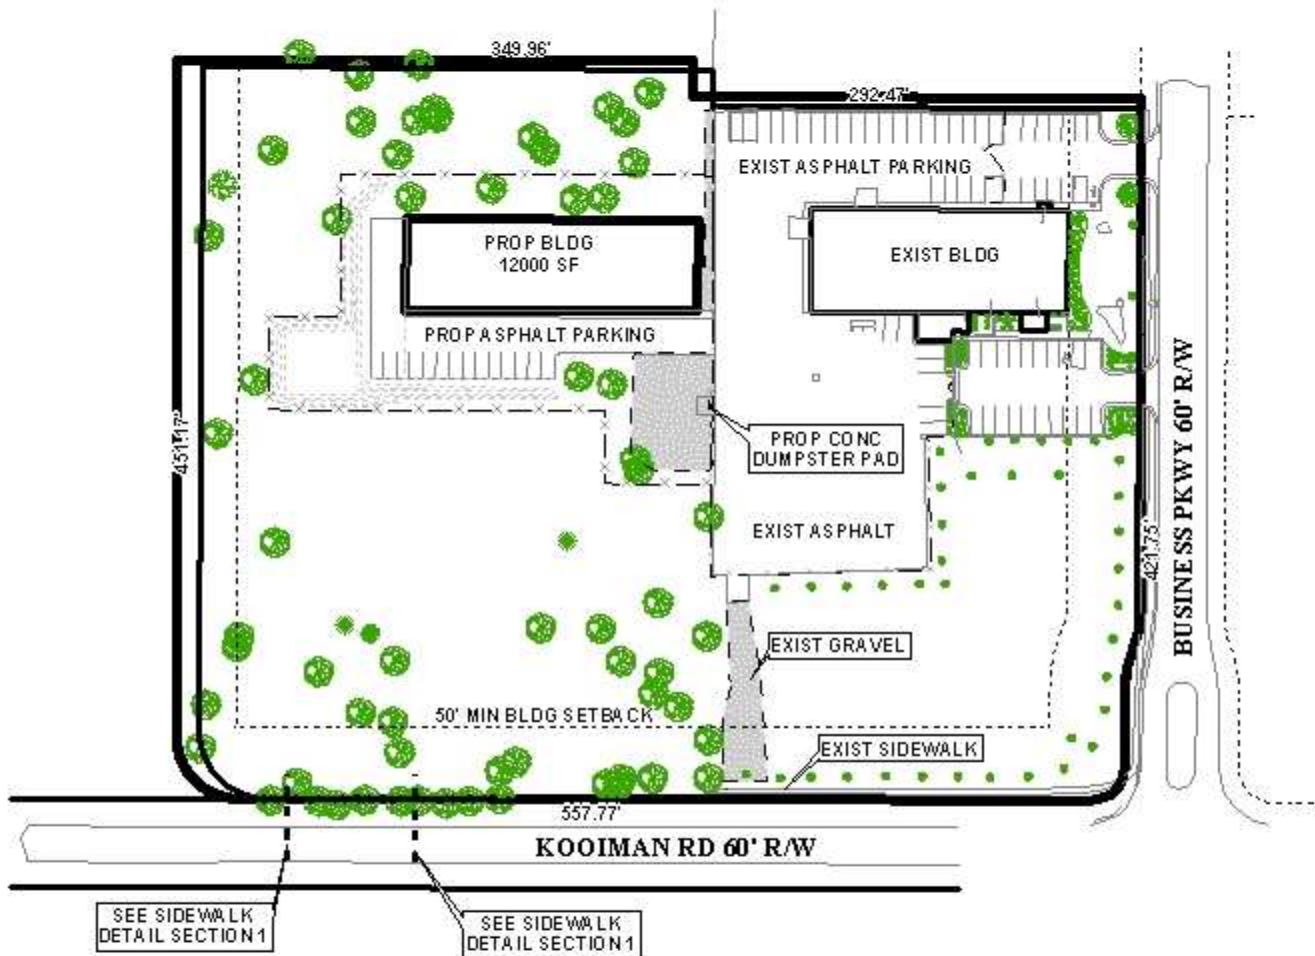 349.96'
292.47'
EXIST ASPHALT PARKING
PROP BLDG
12000 SF
EXIST BLDG
PROP ASPHALT PARKING
451.17'
PROP CONC
DUMPSTER PAD
EXIST ASPHALT
421.75'
BUSINESS PKWY 60' R/W
EXIST GRAVEL
50' MIN BLDG SETBACK
EXIST SIDEWALK
557.77'
KOOIMAN RD 60' R/W
SEE SIDEWALK
DETAIL SECTION 1
SEE SIDEWALK
DETAIL SECTION 1